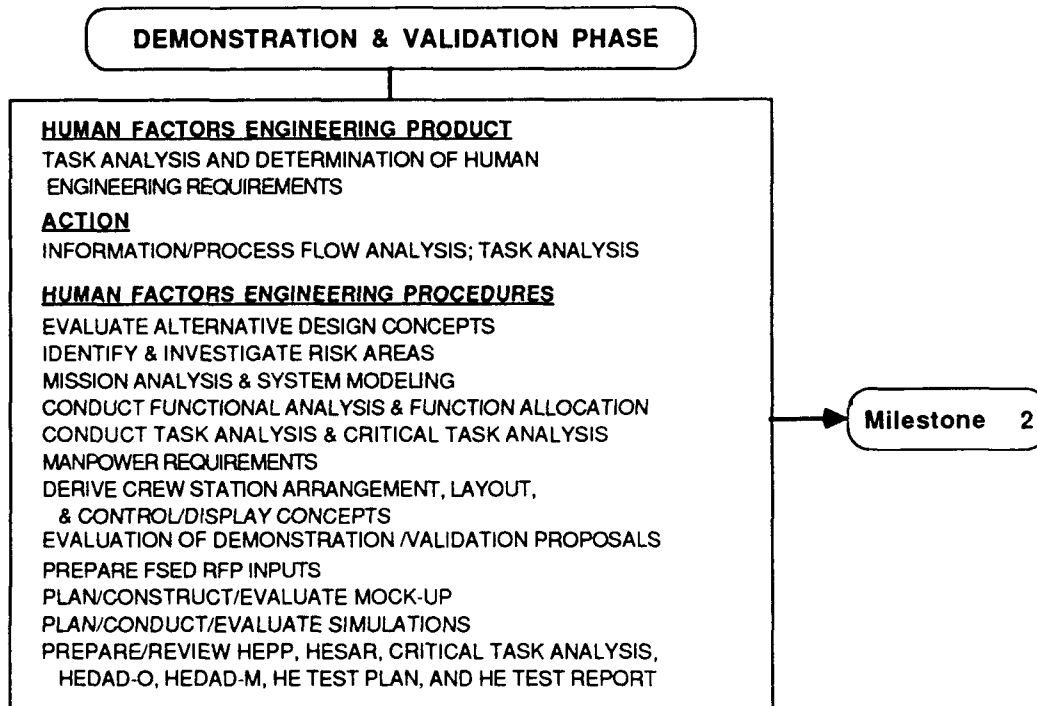 DEMONSTRATION & VALIDATION PHASE
HUMAN FACTORS ENGINEERING PRODUCT
TASK ANALYSIS AND DETERMINATION OF HUMAN
ENGINEERING REQUIREMENTS
ACTION
INFORMATION/PROCESS FLOW ANALYSIS; TASK ANALYSIS
HUMAN FACTORS ENGINEERING PROCEDURES
EVALUATE ALTERNATIVE DESIGN CONCEPTS
IDENTIFY & INVESTIGATE RISK AREAS
MISSION ANALYSIS & SYSTEM MODELING
CONDUCT FUNCTIONAL ANALYSIS & FUNCTION ALLOCATION
CONDUCT TASK ANALYSIS & CRITICAL TASK ANALYSIS
MANPOWER REQUIREMENTS
DERIVE CREW STATION ARRANGEMENT, LAYOUT,
& CONTROL/DISPLAY CONCEPTS
EVALUATION OF DEMONSTRATION /VALIDATION PROPOSALS
PREPARE FSED RFP INPUTS
PLAN/CONSTRUCT/EVALUATE MOCK-UP
PLAN/CONDUCT/EVALUATE SIMULATIONS
PREPARE/REVIEW HEPP, HESAR, CRITICAL TASK ANALYSIS,
HEDAD-O, HEDAD-M, HE TEST PLAN, AND HE TEST REPORT
Milestone 2